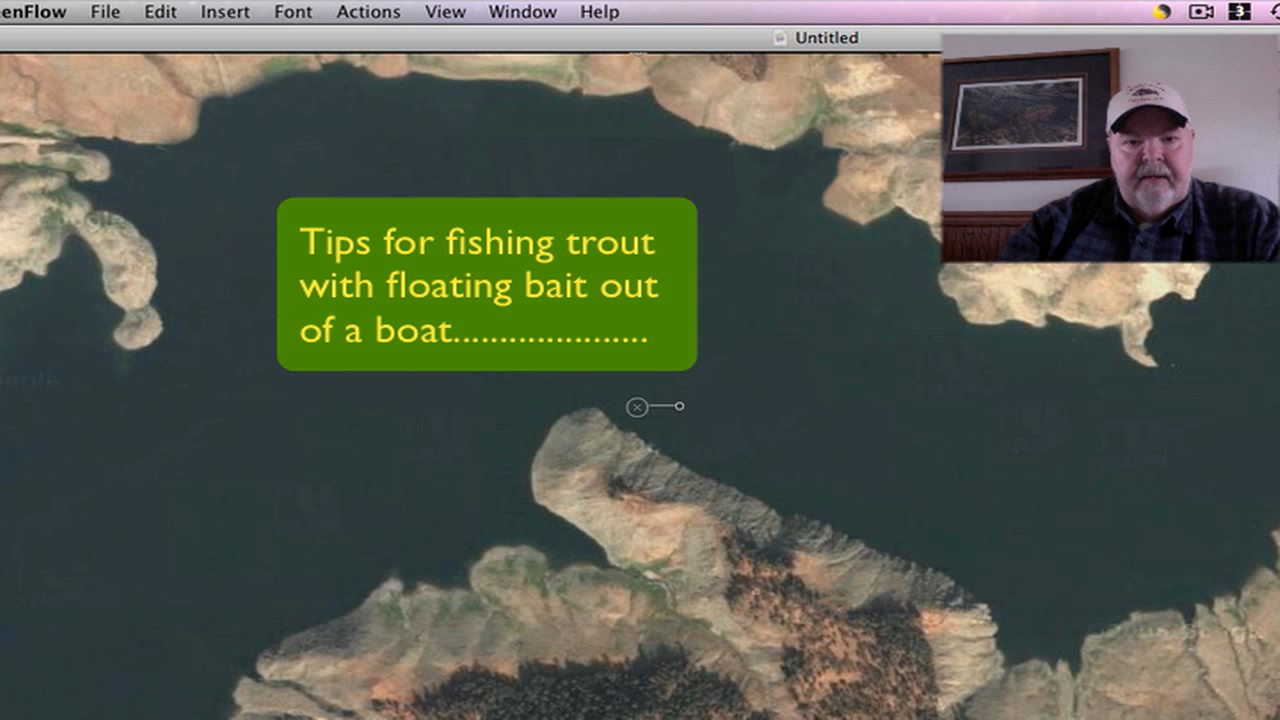 enFlow File Edit Insert Font Actions View Window Help
3
Untitled
Tips for fishing trout
with floating bait out
of a boat.....................